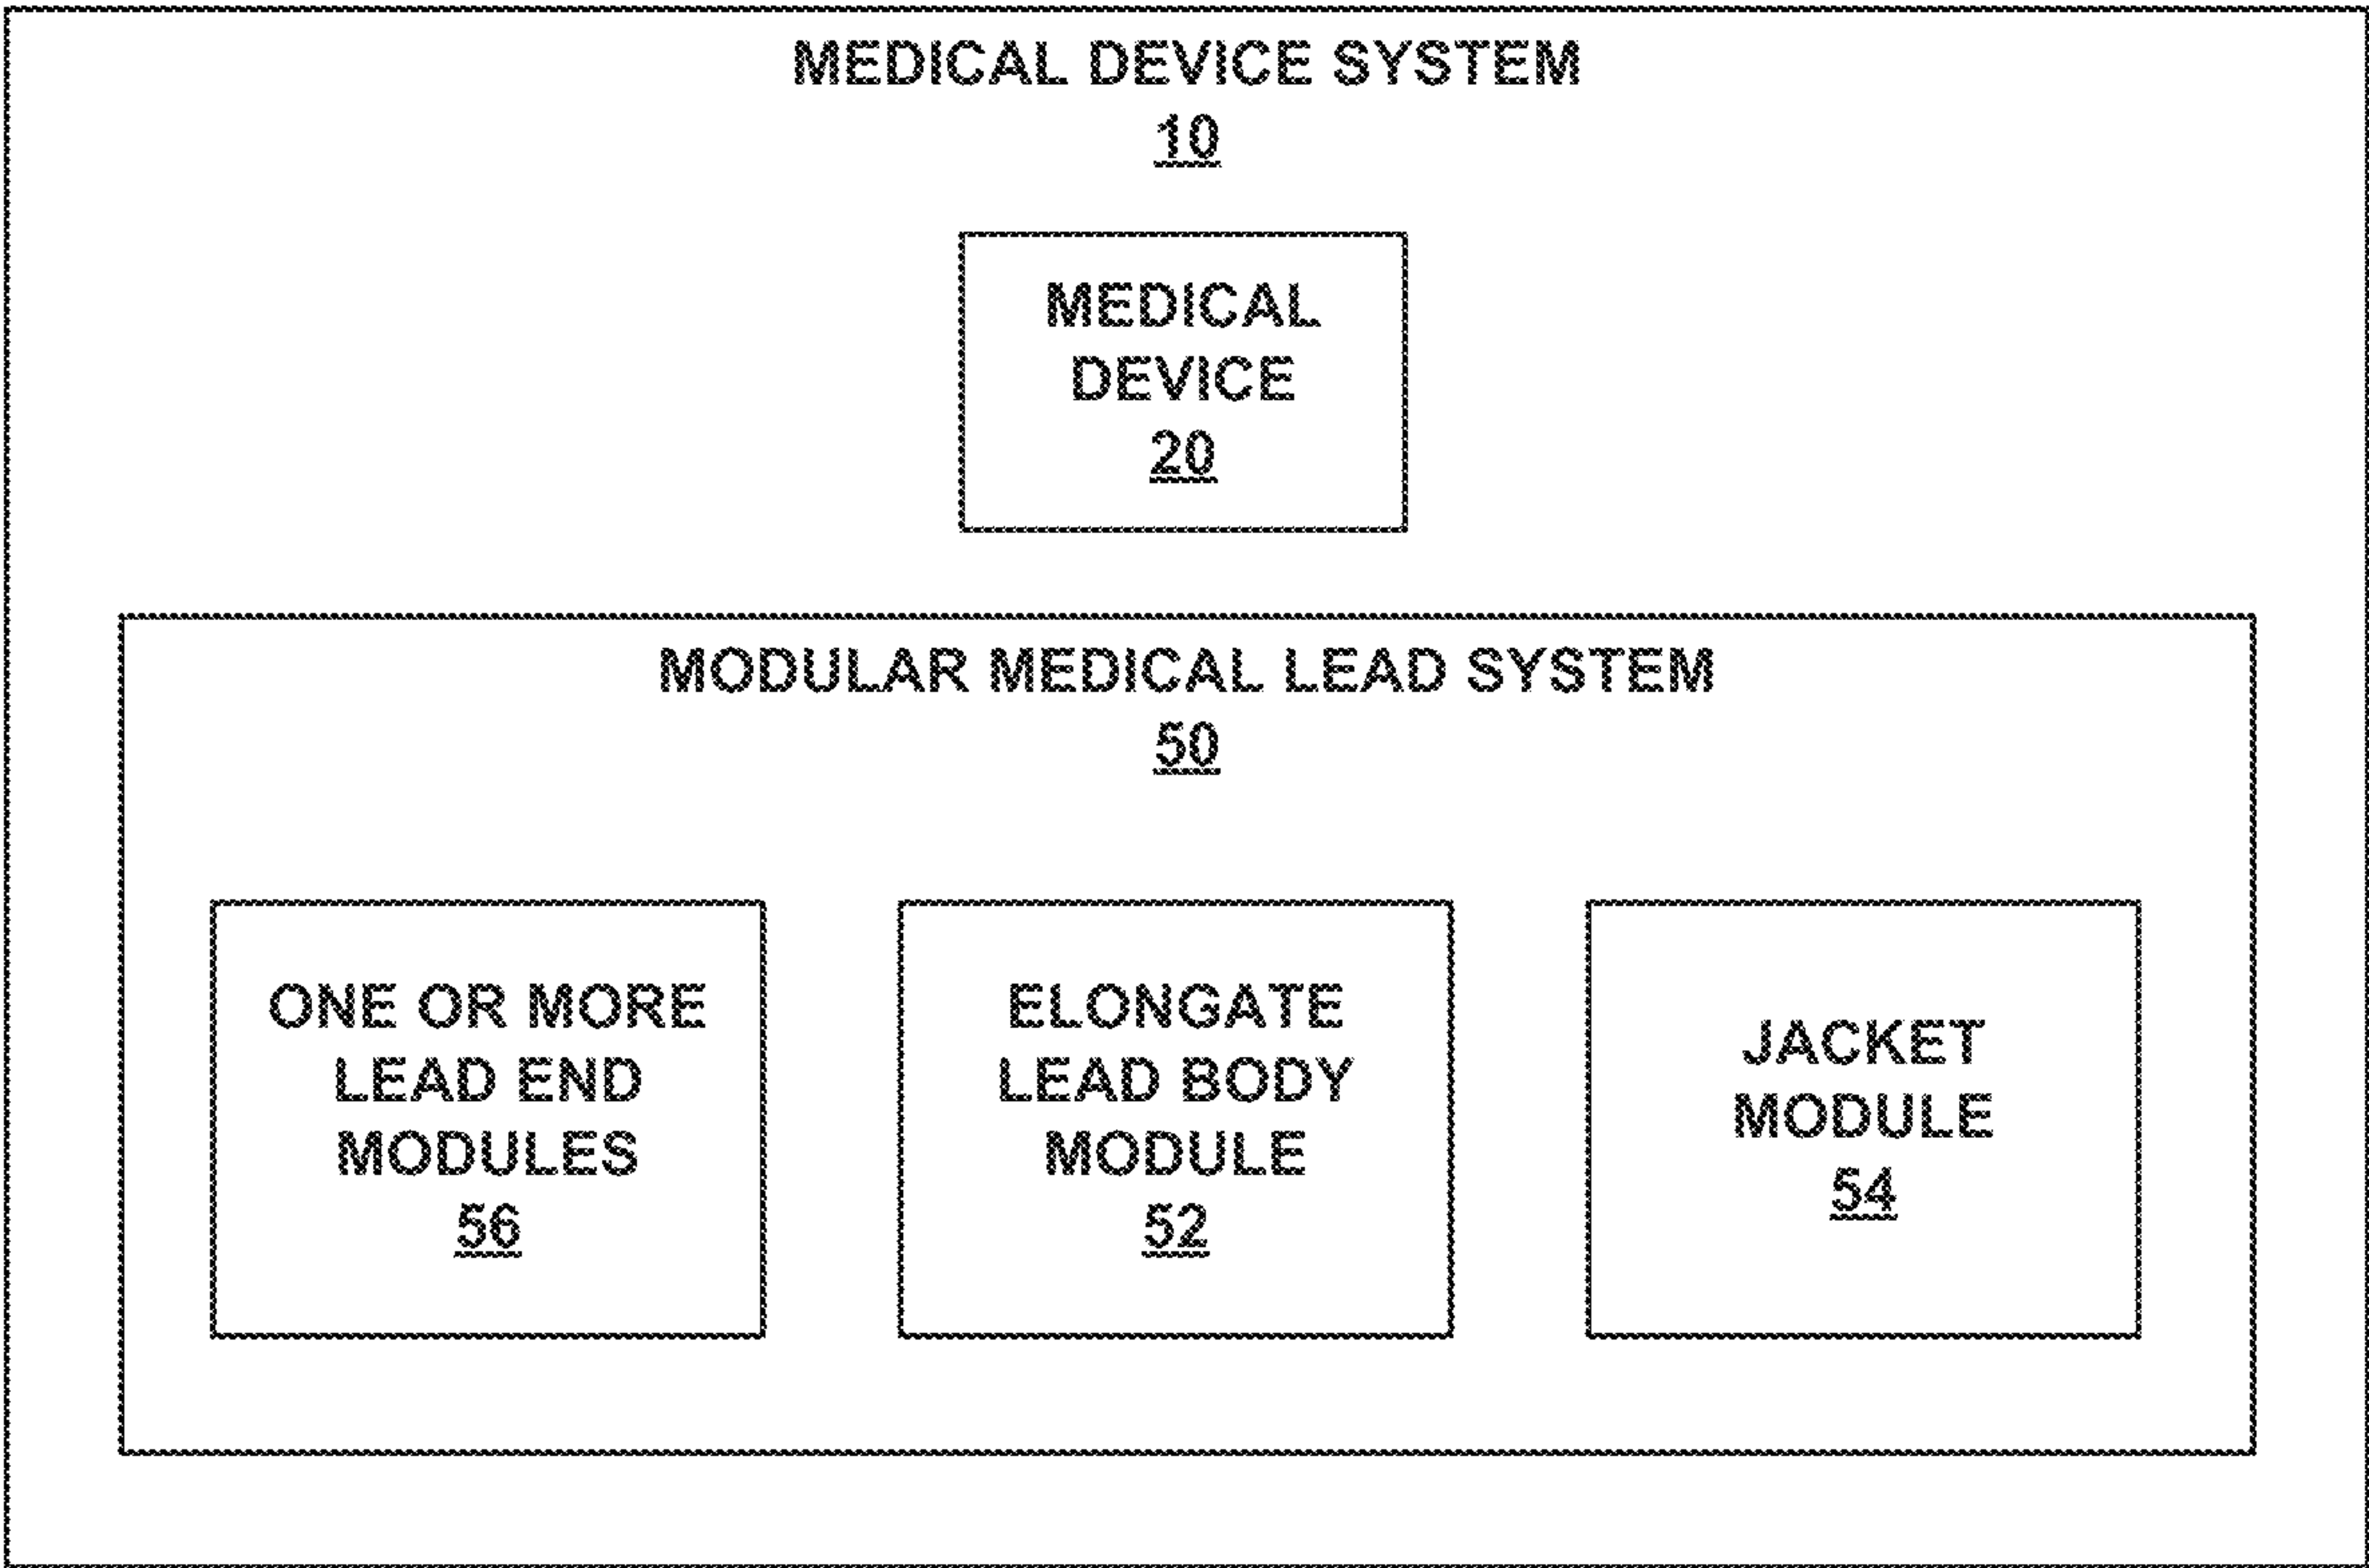 MEDICAL DEVICE SYSTEM
10
MEDICAL
DEVICE
20
MODULAR MEDICAL LEAD SYSTEM
50
ONE OR MORE
LEAD END
MODULES
56
ELONGATE
LEAD BODY
MODULE
52
JACKET
MODULE
54